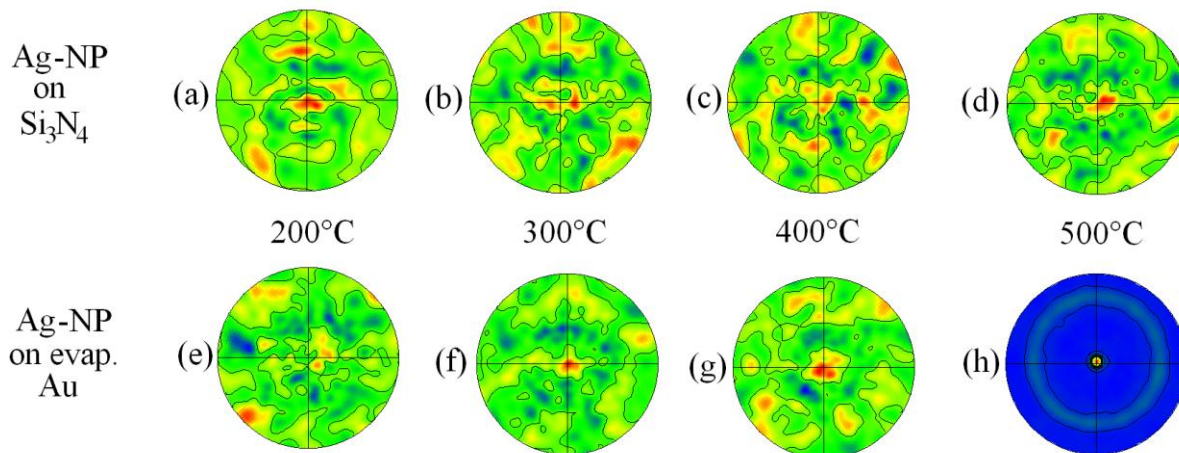 Ag-NP
on
Si₃N₄
(a)
(b)
(c)
(d)
200°C
300°C
400°C
500°C
Ag-NP
on evap.
Au
(e)
(f)
(g)
(h)